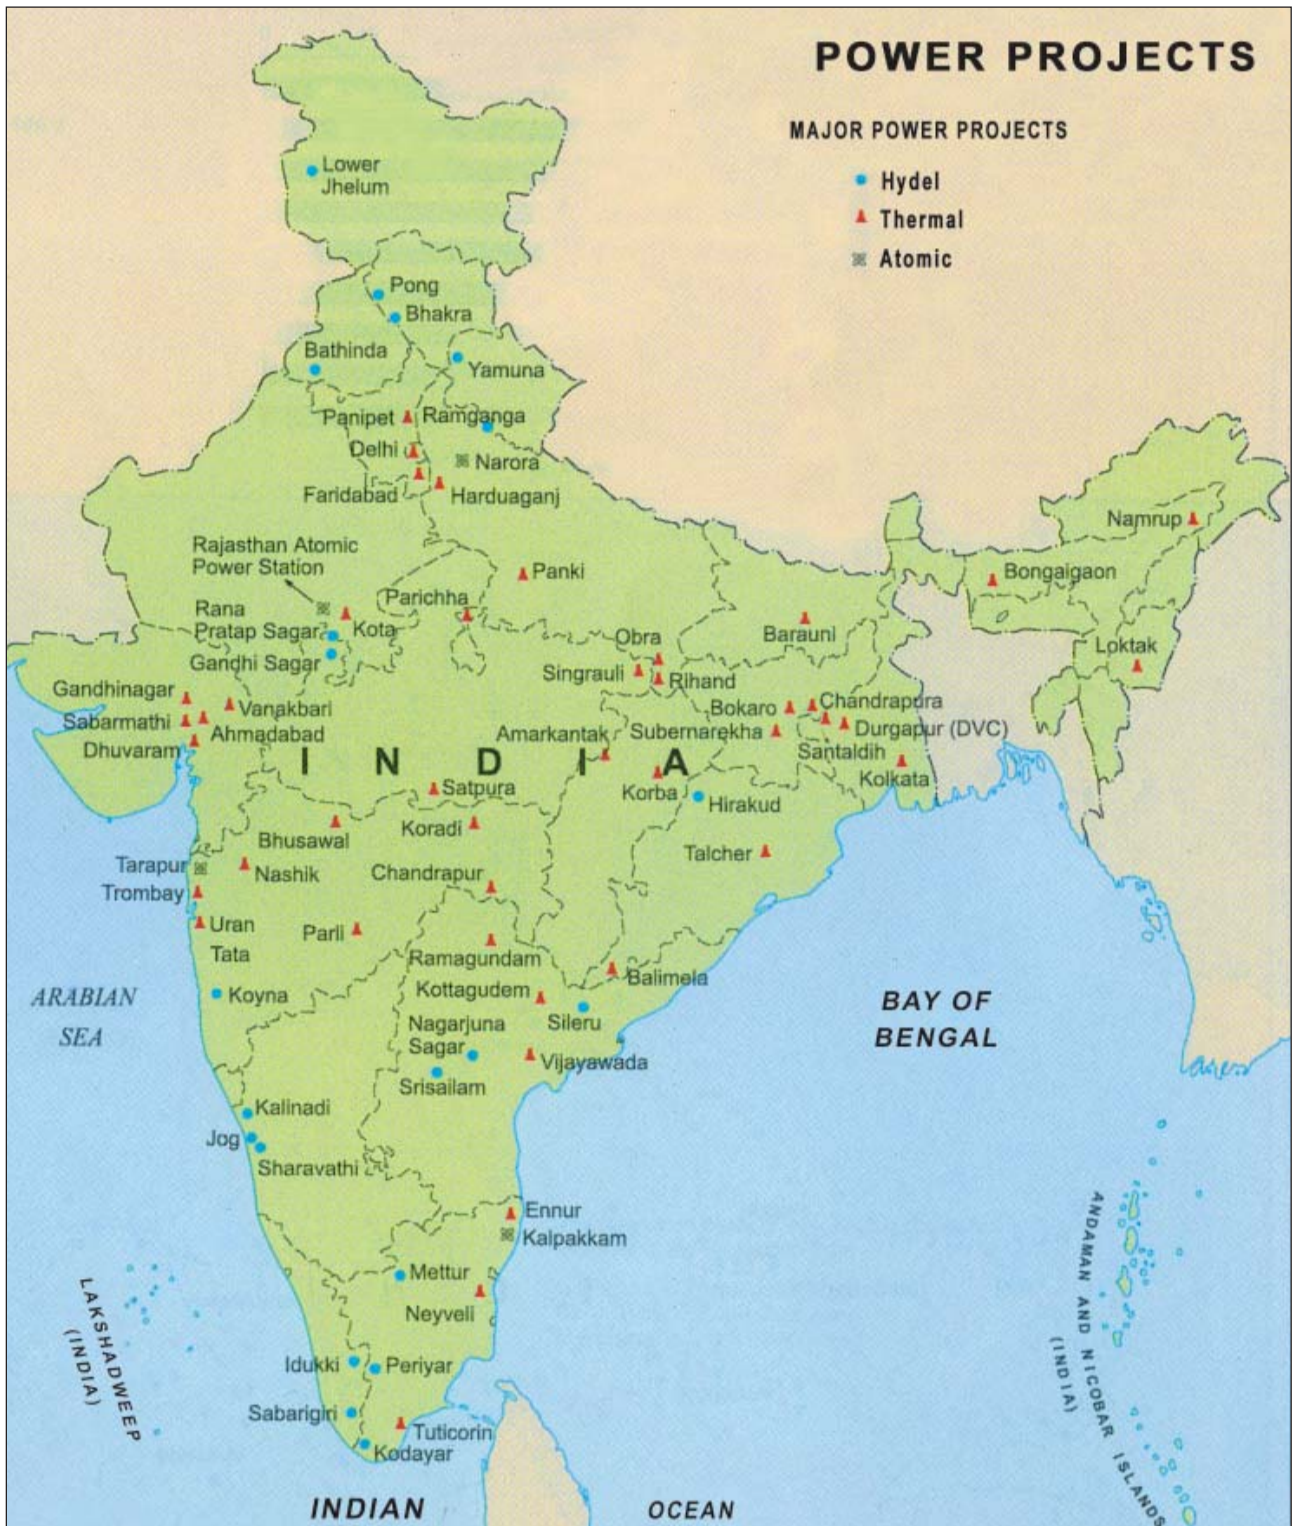 POWER PROJECTS
MAJOR POWER PROJECTS
Hydel
Thermal
Atomic
Lower
Jhelum
Pong
Bhakra
Bathinda
Yamuna
Panipet
Ramganga
Delhi
Narora
Faridabad
Harduaganj
Namrup
Rajasthan Atomic
Power Station
Panki
Bongaigaon
Parichha
Rana
Pratap Sagar
Kota
Barauni
Obra
Loktak
Gandhi Sagar
Singrauli
Rihand
Gandhinagar
Vanakbari
Bokaro
Chandrapura
Sabarmathi
Ahmadabad
Amarkantak
Subernarekha
Durgapur (DVC)
Dhuvaram
Santaldih
INDIA
Kolkata
Satpura
Korba
Hirakud
Koradi
Bhusawal
Talcher
Tarapur
Nashik
Chandrapur
Trombay
Uran
Parli
Tata
Ramagundam
Balimela
Kottagudem
Koyna
ARABIAN
SEA
BAY OF
BENGAL
Sileru
Nagarjuna
Sagar
Vijayawada
Srisailam
Kalinadi
Jog
Sharavathi
Ennur
Kalpakkam
Mettur
Neyveli
LAKSHADWEEP
(INDIA)
ANDAMAN AND NICOBAR ISLANDS
(INDIA)
Idukki
Periyar
Sabarigiri
Tuticorin
Kodayar
INDIAN
OCEAN